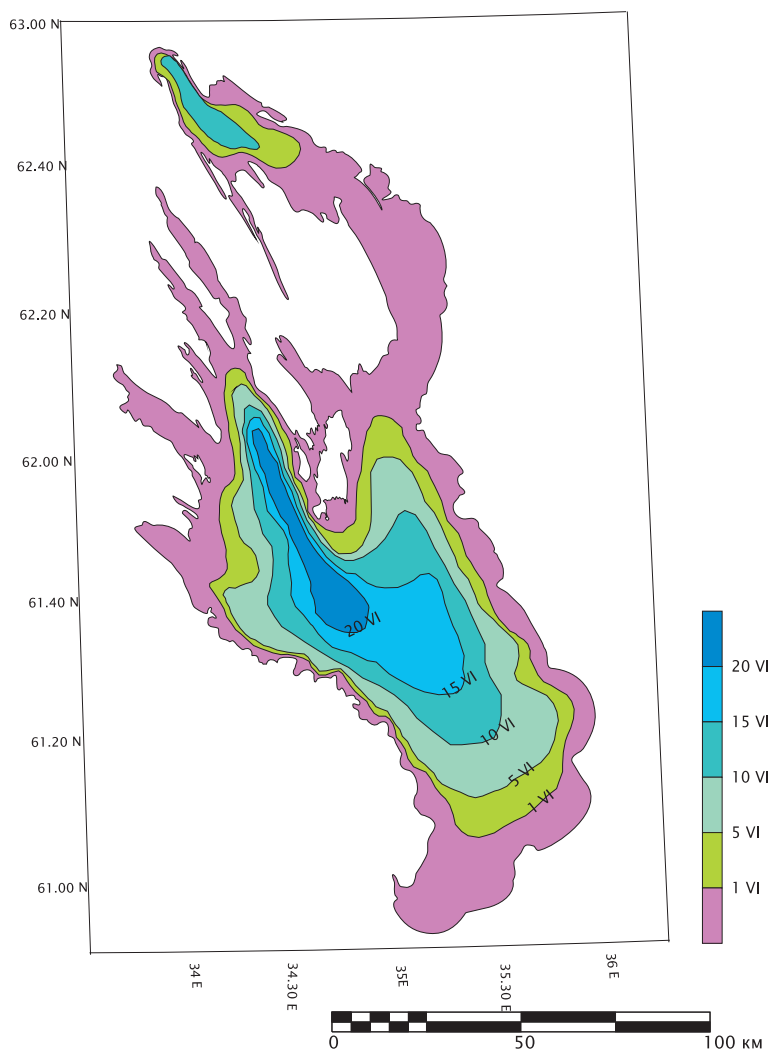 63.00 N
62.40 N
62.20 N
62.00 N
61.40 N
61.20 N
61.00 N
20 VI
15 VI
10 VI
5 VI
1 VI
20 VI
15 VI
10 VI
5 VI
1 VI
34 E
34.30 E
35E
35.30 E
36 E
0 50 100 км